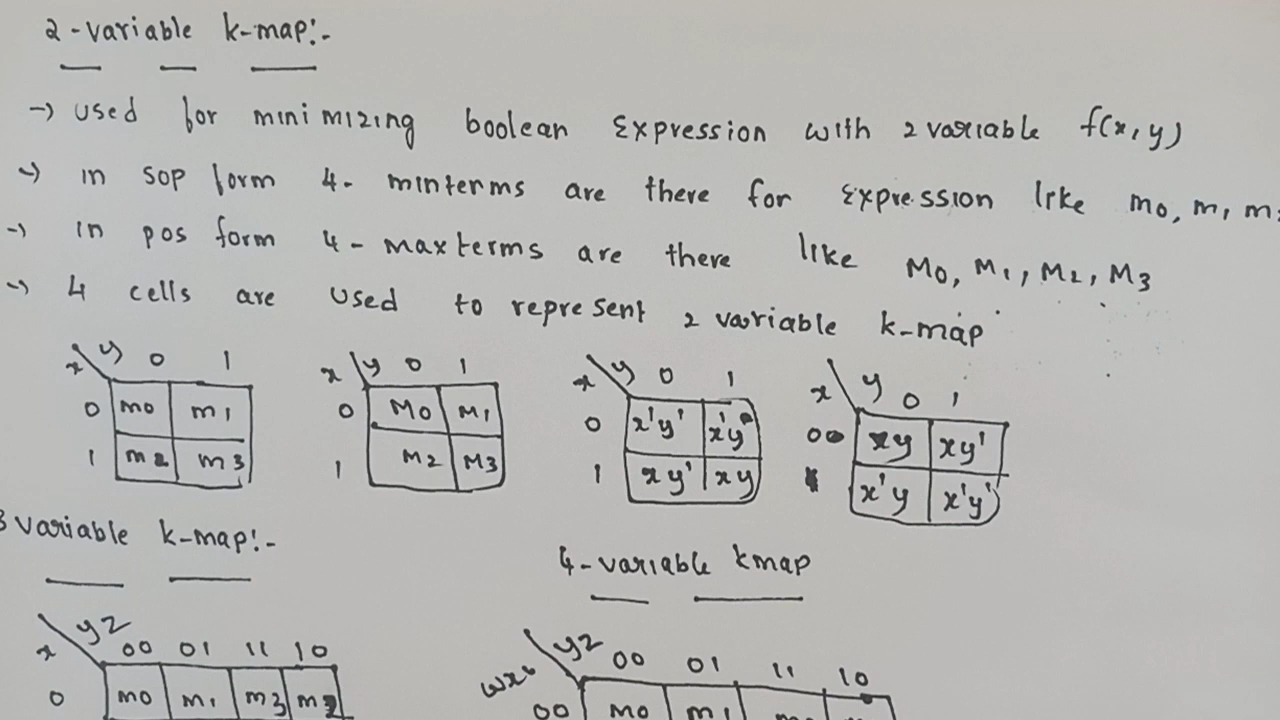 2-variable k-map:-
→ used for minimizing boolean Expression with 2 variable f(x,y)
→ in sop form 4- minterms are there for Expression like m0, m1 m
→ in pos form 4- maxterms are there like M0, M1, M2, M3
→ 4 cells are used to represent 2 variable k-map
x y 0 1
0 m0 m1
1 m2 m3
x y 0 1
0 M0 M1
1 M2 M3
x y 0 1
0 x'y' x'y
1 xy' xy
x y 0 1
0 xy xy'
x'y x'y'
3 variable k-map:-
x yz 00 01 11 10
0 m0 m1 m3 m2
4-variable kmap
wx yz 00 01 11 10
00 m0 m1